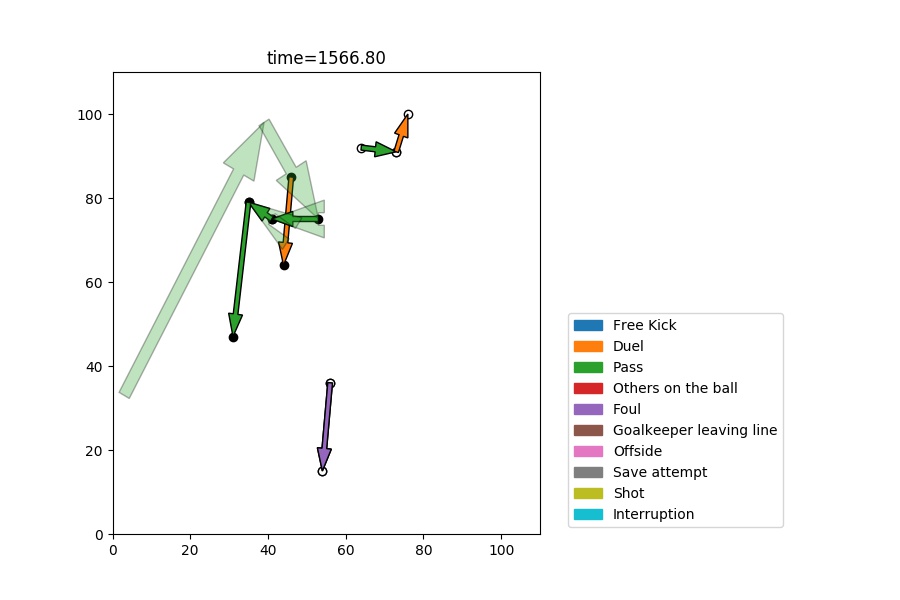 time=1566.80
100
80
60
40
20
0
0 20 40 60 80 100
Free Kick
Duel
Pass
Others on the ball
Foul
Goalkeeper leaving line
Offside
Save attempt
Shot
Interruption